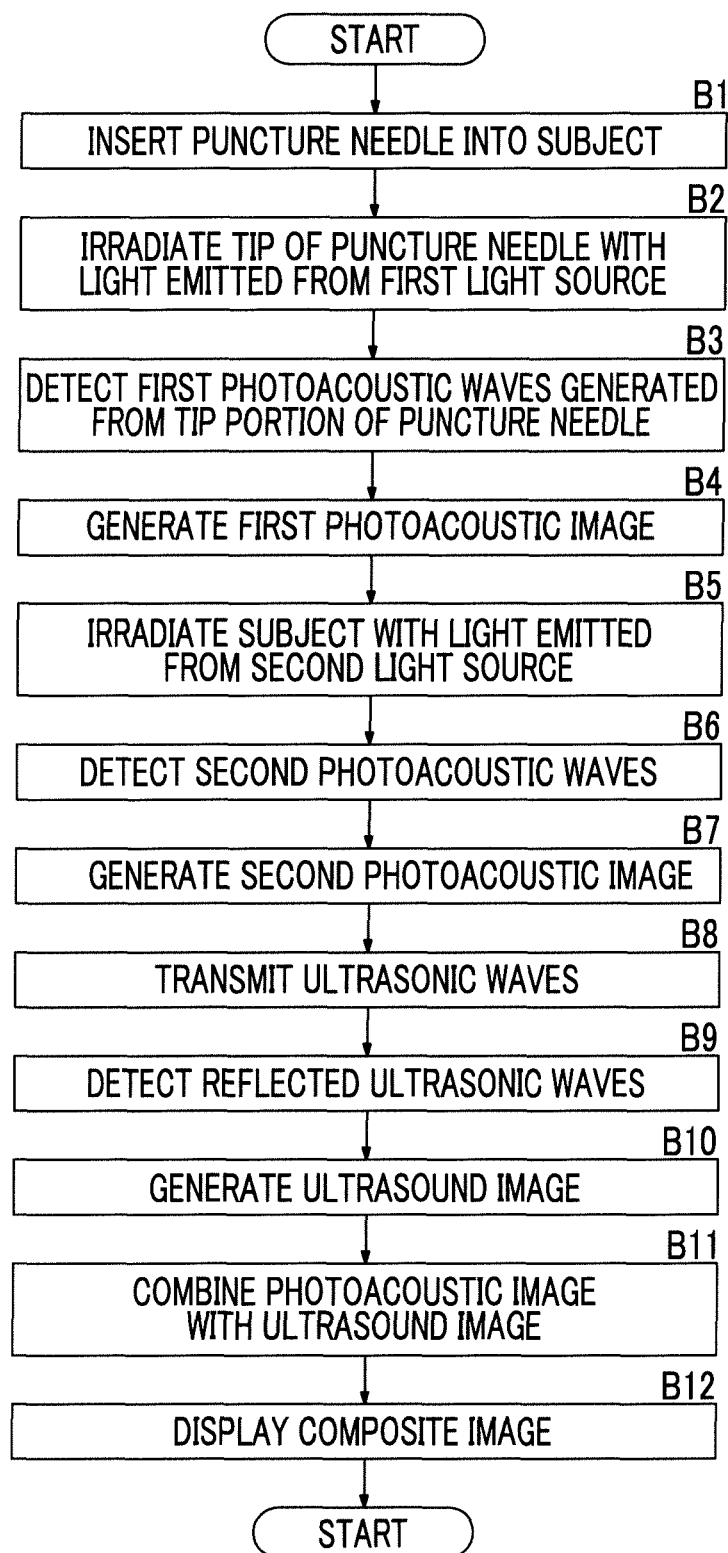 START
B1
INSERT PUNCTURE NEEDLE INTO SUBJECT
B2
IRRADIATE TIP OF PUNCTURE NEEDLE WITH
LIGHT EMITTED FROM FIRST LIGHT SOURCE
B3
DETECT FIRST PHOTOACOUSTIC WAVES GENERATED
FROM TIP PORTION OF PUNCTURE NEEDLE
B4
GENERATE FIRST PHOTOACOUSTIC IMAGE
B5
IRRADIATE SUBJECT WITH LIGHT EMITTED
FROM SECOND LIGHT SOURCE
B6
DETECT SECOND PHOTOACOUSTIC WAVES
B7
GENERATE SECOND PHOTOACOUSTIC IMAGE
B8
TRANSMIT ULTRASONIC WAVES
B9
DETECT REFLECTED ULTRASONIC WAVES
B10
GENERATE ULTRASOUND IMAGE
B11
COMBINE PHOTOACOUSTIC IMAGE
WITH ULTRASOUND IMAGE
B12
DISPLAY COMPOSITE IMAGE
START